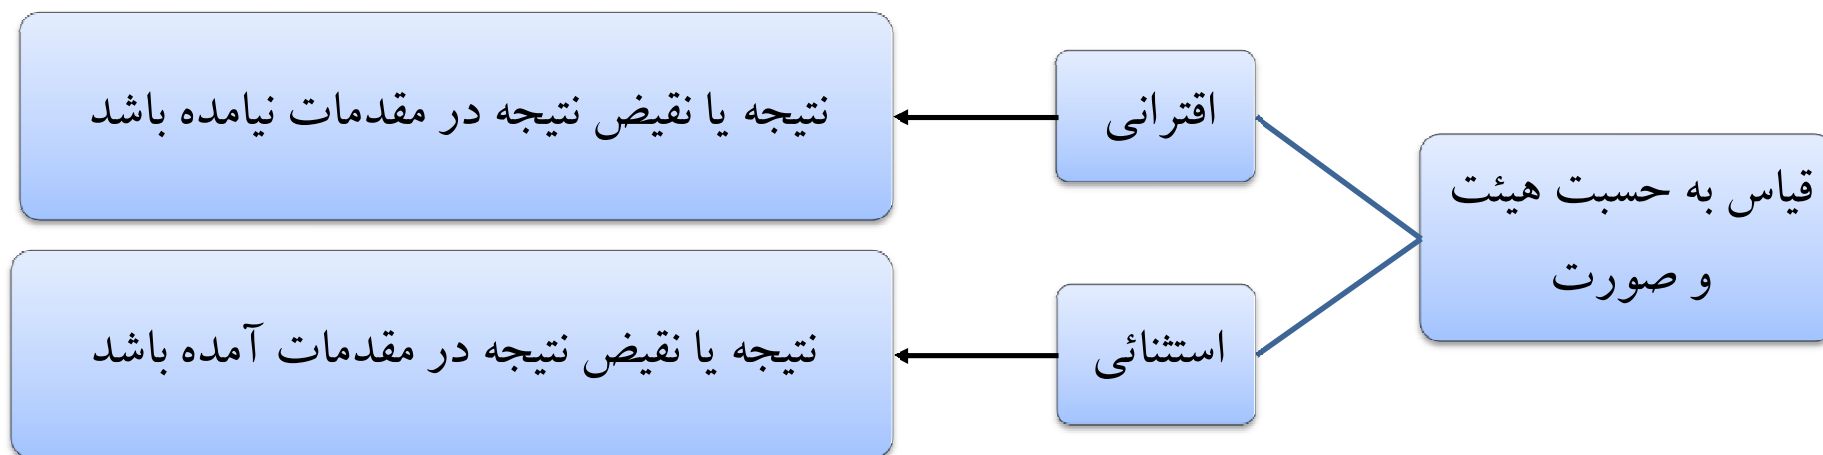 قیاس به حسبت هیئت
و صورت
اقترانی
نتیجه یا نقیض نتیجه در مقدمات نیامده باشد
استثنائی
نتیجه یا نقیض نتیجه در مقدمات آمده باشد